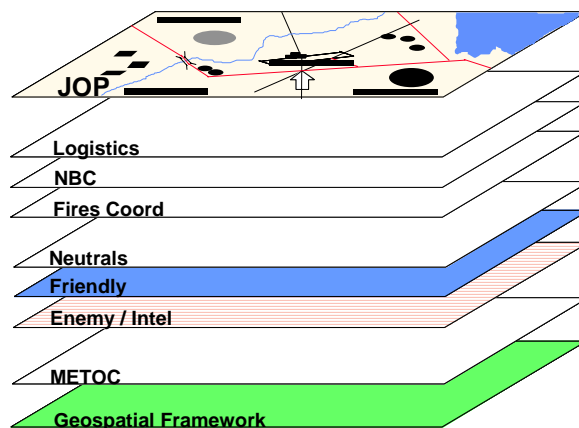 JOP
Logistics
NBC
Fires Coord
Neutrals
Friendly
Enemy / Intel
METOC
Geospatial Framework